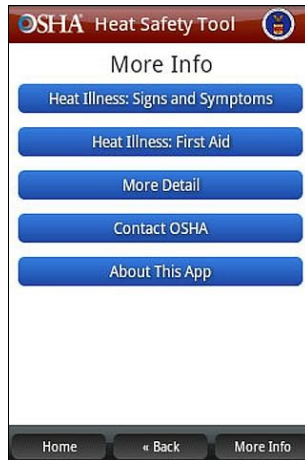 OSHA Heat Safety Tool
More Info
Heat Illness: Signs and Symptoms
Heat Illness: First Aid
More Detail
Contact OSHA
About This App
Home « Back More Info